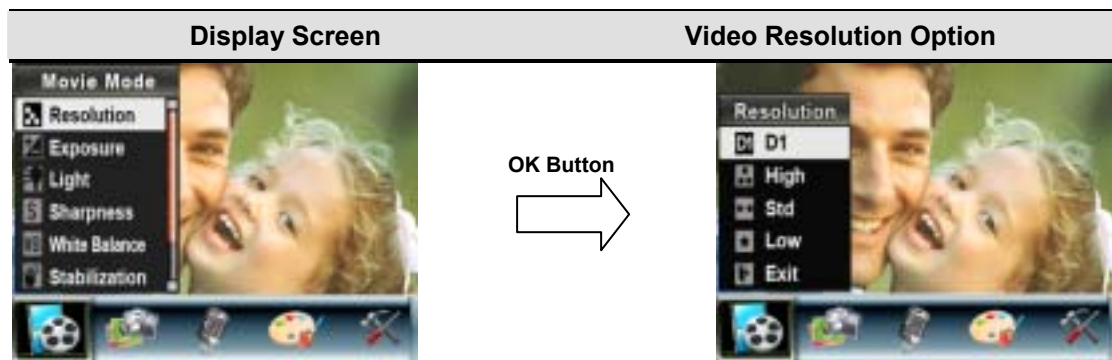 Display Screen
Video Resolution Option
Movie Mode
Resolution
Exposure
Light
Sharpness
White Balance
Stabilization
OK Button
Resolution
D1 D1
High
Std
Low
Exit